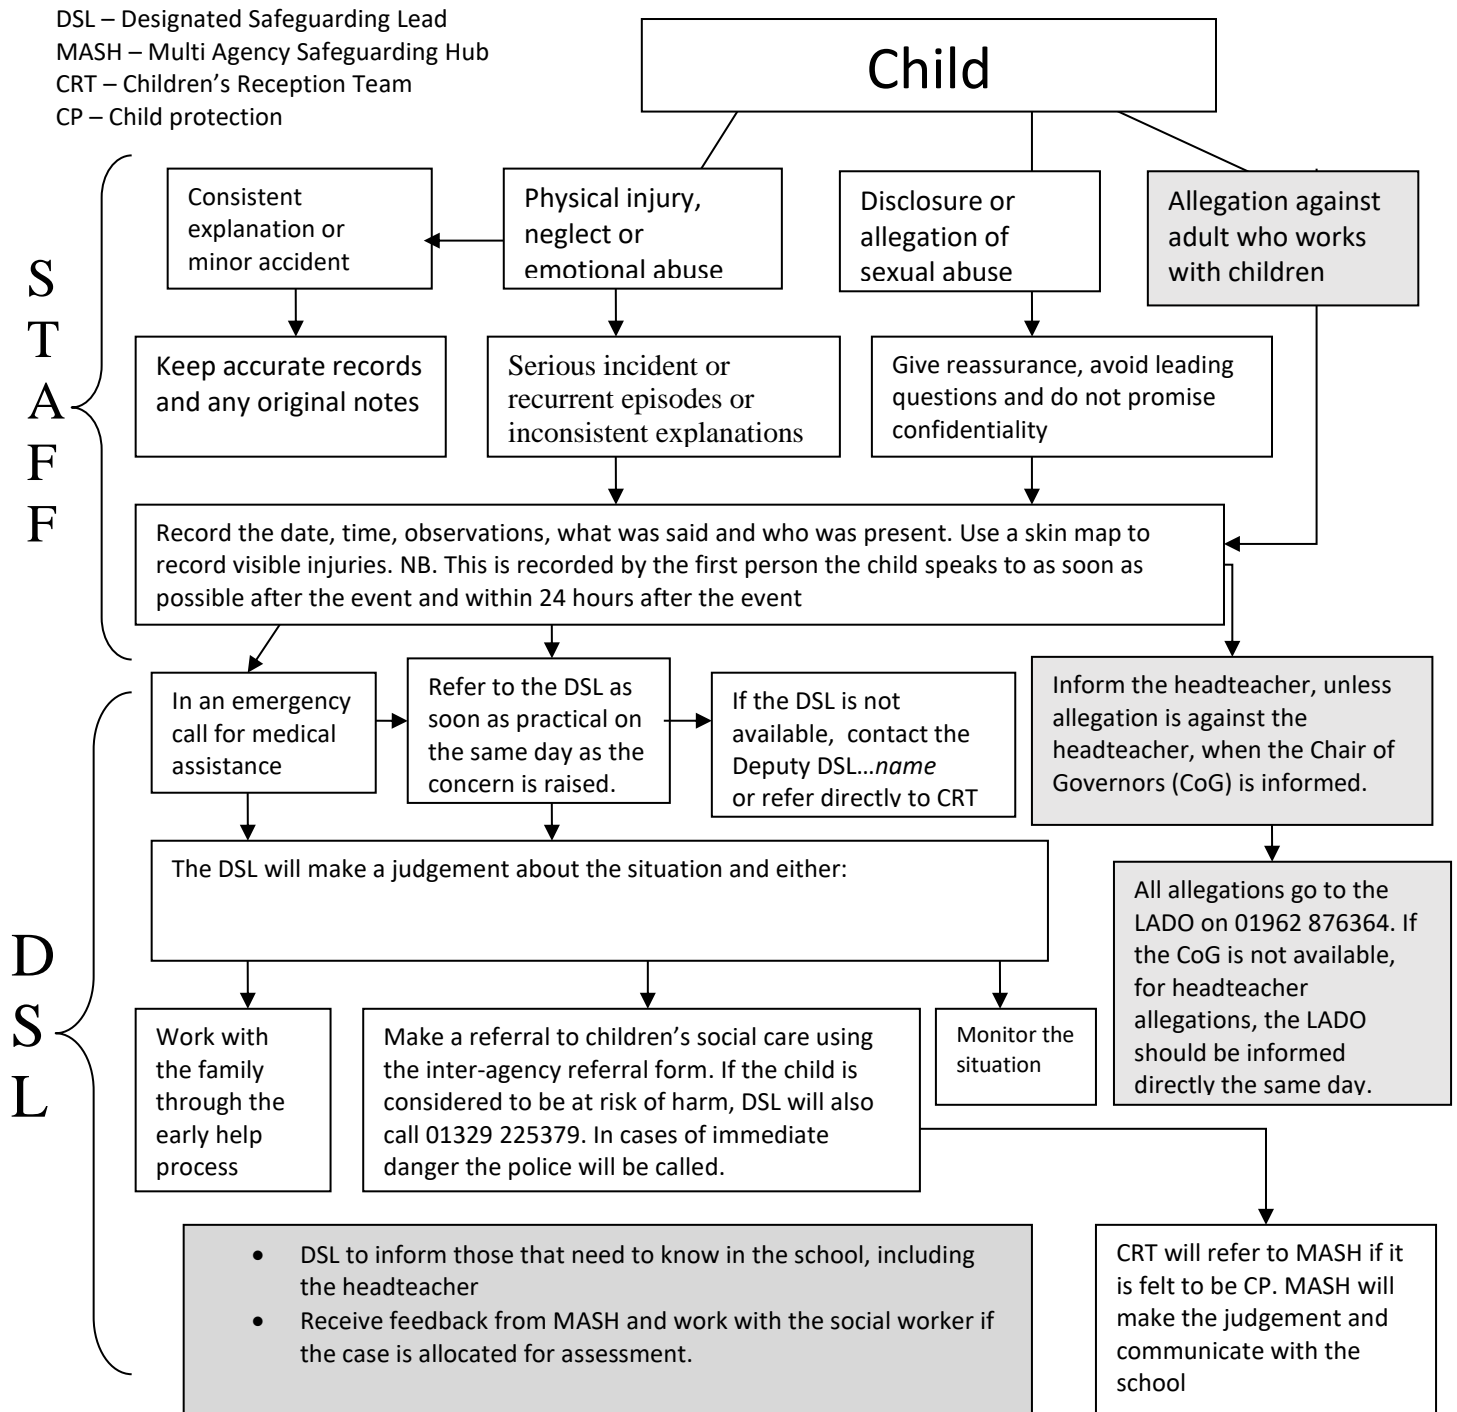 DSL – Designated Safeguarding Lead
MASH – Multi Agency Safeguarding Hub
CRT – Children's Reception Team
CP – Child protection
Child
S
T
A
F
F
Consistent
explanation or
minor accident
Physical injury,
neglect or
emotional abuse
Disclosure or
allegation of
sexual abuse
Allegation against
adult who works
with children
Keep accurate records
and any original notes
Serious incident or
recurrent episodes or
inconsistent explanations
Give reassurance, avoid leading
questions and do not promise
confidentiality
Record the date, time, observations, what was said and who was present. Use a skin map to
record visible injuries. NB. This is recorded by the first person the child speaks to as soon as
possible after the event and within 24 hours after the event
D
S
L
In an emergency
call for medical
assistance
Refer to the DSL as
soon as practical on
the same day as the
concern is raised.
If the DSL is not
available, contact the
Deputy DSL...name
or refer directly to CRT
Inform the headteacher, unless
allegation is against the
headteacher, when the Chair of
Governors (CoG) is informed.
The DSL will make a judgement about the situation and either:
All allegations go to the
LADO on 01962 876364. If
the CoG is not available,
for headteacher
allegations, the LADO
should be informed
directly the same day.
Work with
the family
through the
early help
process
Make a referral to children's social care using
the inter-agency referral form. If the child is
considered to be at risk of harm, DSL will also
call 01329 225379. In cases of immediate
danger the police will be called.
Monitor the
situation
• DSL to inform those that need to know in the school, including
the headteacher
• Receive feedback from MASH and work with the social worker if
the case is allocated for assessment.
CRT will refer to MASH if it
is felt to be CP. MASH will
make the judgement and
communicate with the
school